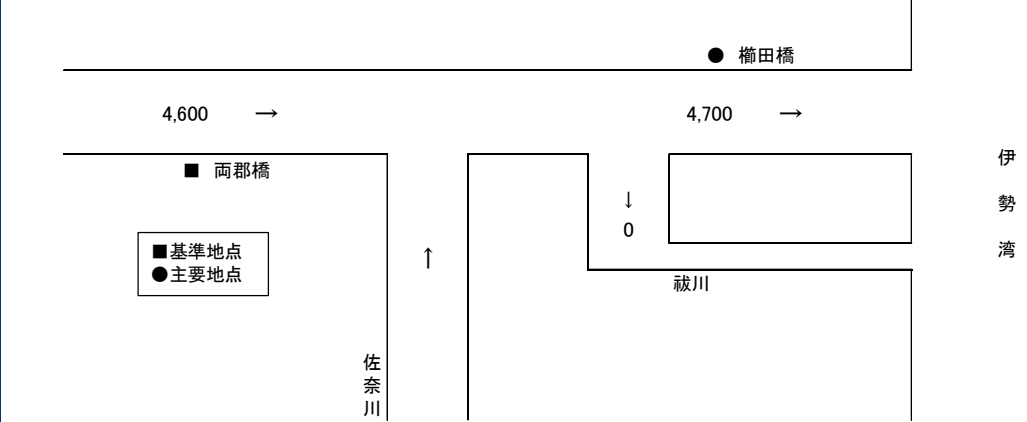 ● 櫛田橋
4,600 →
4,700 →
■ 両郡橋
伊勢湾
↓
0
■基準地点
●主要地点
↑
祓川
佐奈川